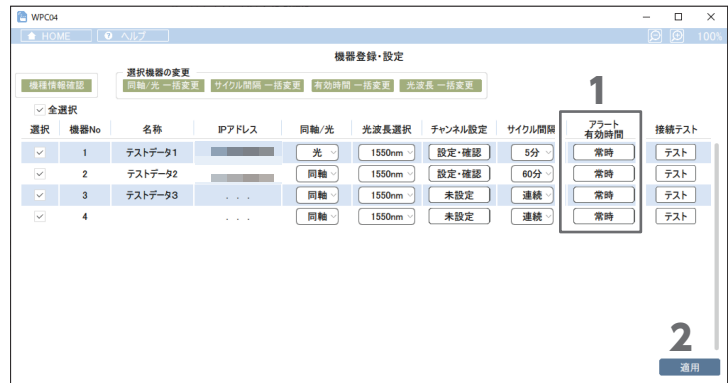 WPC04
HOME ? ヘルプ 100%
機器登録・設定
選択機器の変更
機種情報確認 同軸/光 一括変更 サイクル間隔 一括変更 有効時間 一括変更 光波長 一括変更
1
全選択
選択 機器No 名称 IPアドレス 同軸/光 光波長選択 チャンネル設定 サイクル間隔 アラート有効時間 接続テスト
1 テストデータ1 光 1550nm 設定・確認 5分 常時 テスト
2 テストデータ2 同軸 1550nm 設定・確認 60分 常時 テスト
3 テストデータ3 . . . 同軸 1550nm 未設定 連続 常時 テスト
4 . . . 同軸 1550nm 未設定 連続 常時 テスト
2
適用